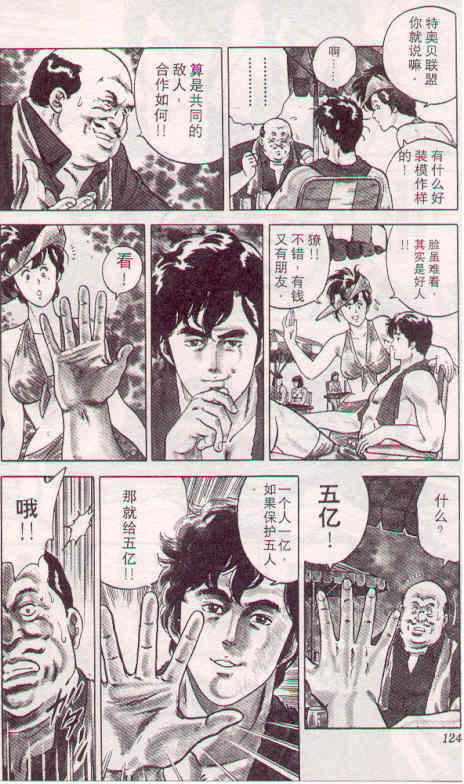 特奥贝联盟
你就说嘛．
啊……
…………
…………
有什么好
装模作样
的！
算是共同的
敌人，
合作如何!!
脸虽难看，
其实是好人
!!
獠!!
不错，有钱
又有朋友．
看！
什么?
五亿！
一个人一亿，
如果保护五人
．
那就给五亿!!
哦!!
124